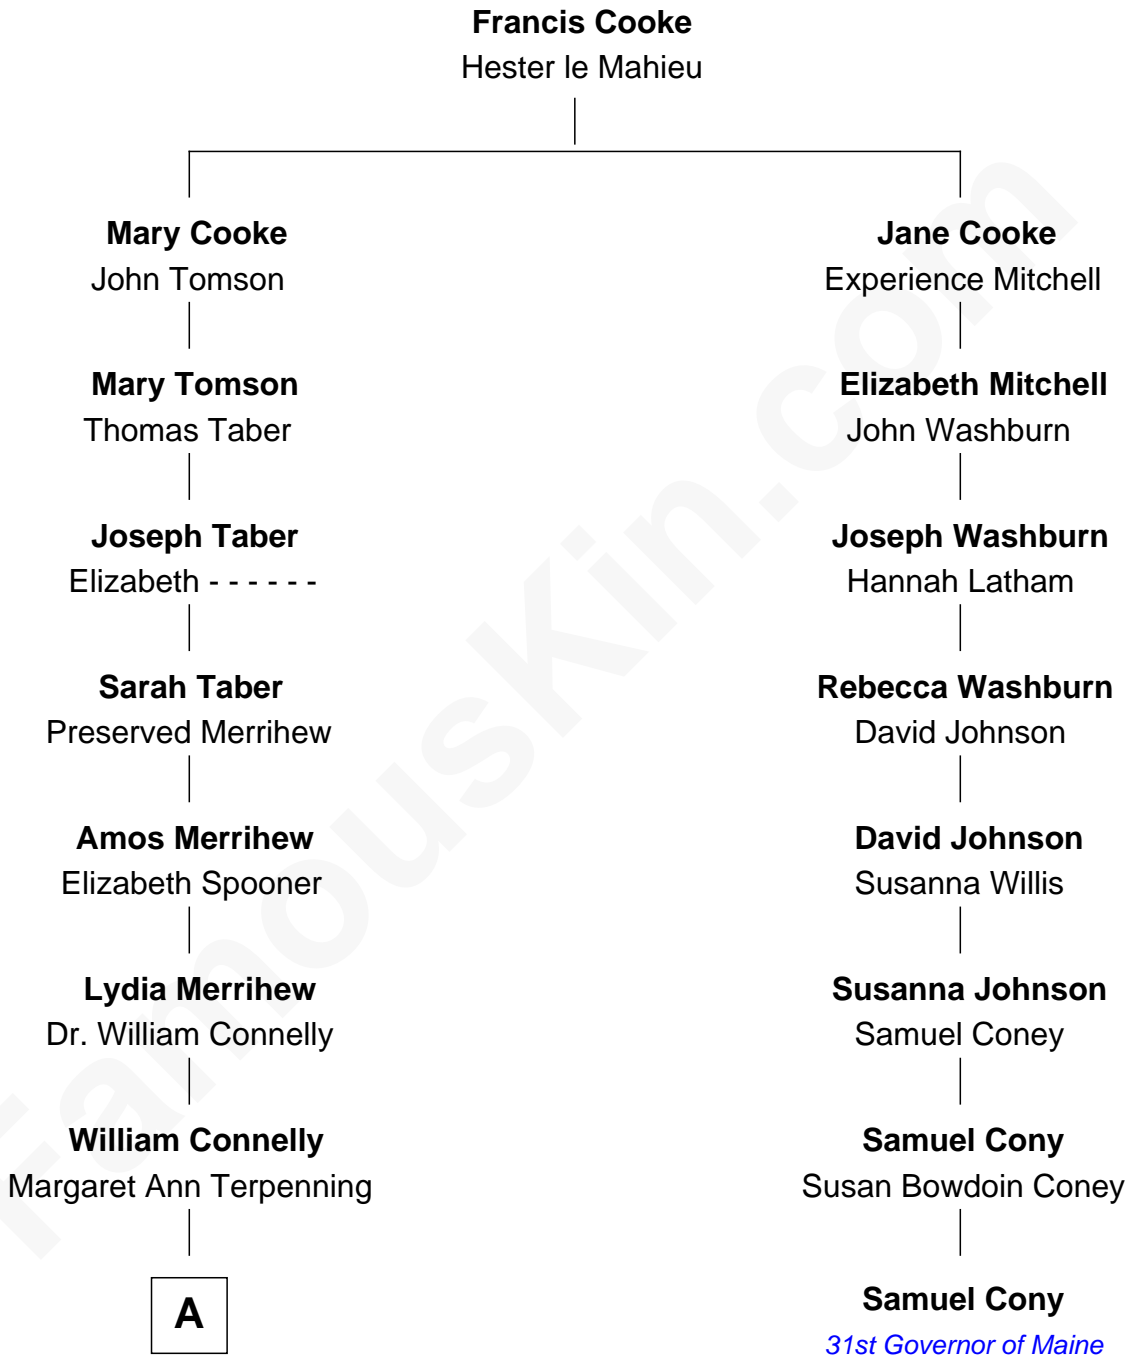 Francis Cooke
Hester le Mahieu
Mary Cooke
John Tomson
Jane Cooke
Experience Mitchell
Mary Tomson
Thomas Taber
Elizabeth Mitchell
John Washburn
Joseph Taber
Elizabeth - - - - - -
Joseph Washburn
Hannah Latham
Sarah Taber
Preserved Merrihew
Rebecca Washburn
David Johnson
Amos Merrihew
Elizabeth Spooner
David Johnson
Susanna Willis
Lydia Merrihew
Dr. William Connelly
Susanna Johnson
Samuel Coney
William Connelly
Margaret Ann Terpenning
Samuel Cony
Susan Bowdoin Coney
A
Samuel Cony
31st Governor of Maine
FamousKin.com